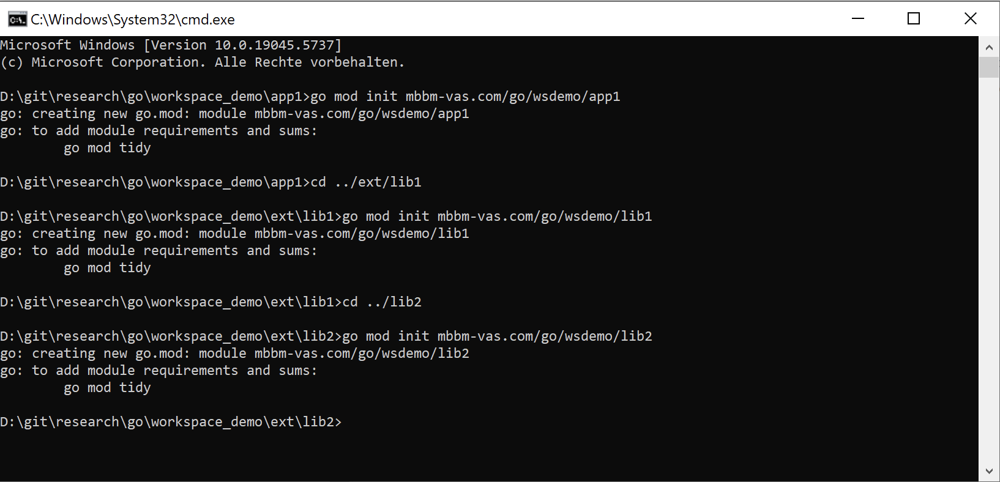 C:\Windows\System32\cmd.exe
Microsoft Windows [Version 10.0.19045.5737]
(c) Microsoft Corporation. Alle Rechte vorbehalten.
D:\git\research\go\workspace_demo\app1>go mod init mbbm-vas.com/go/wsdemo/app1
go: creating new go.mod: module mbbm-vas.com/go/wsdemo/app1
go: to add module requirements and sums:
        go mod tidy
D:\git\research\go\workspace_demo\app1>cd ../ext/lib1
D:\git\research\go\workspace_demo\ext\lib1>go mod init mbbm-vas.com/go/wsdemo/lib1
go: creating new go.mod: module mbbm-vas.com/go/wsdemo/lib1
go: to add module requirements and sums:
        go mod tidy
D:\git\research\go\workspace_demo\ext\lib1>cd ../lib2
D:\git\research\go\workspace_demo\ext\lib2>go mod init mbbm-vas.com/go/wsdemo/lib2
go: creating new go.mod: module mbbm-vas.com/go/wsdemo/lib2
go: to add module requirements and sums:
        go mod tidy
D:\git\research\go\workspace_demo\ext\lib2>